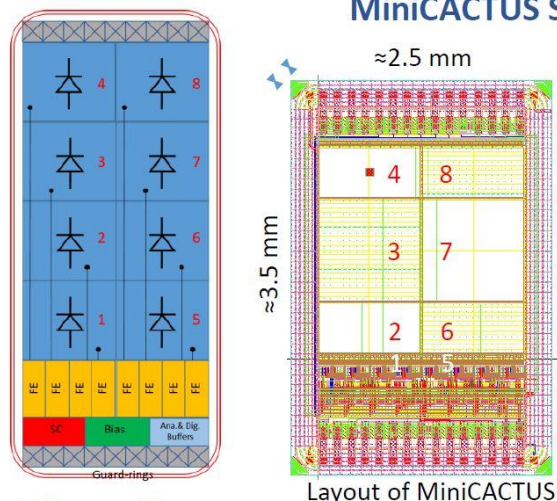 MiniCACTUS S
≈2.5 mm
≈3.5 mm
4 8
3 7
2 6
1 5
FE FE FE FE FE FE FE FE
SC Bias Ana.& Dig.
Buffers
Guard-rings
4 8
3 7
2 6
1 5
Layout of MiniCACTUS